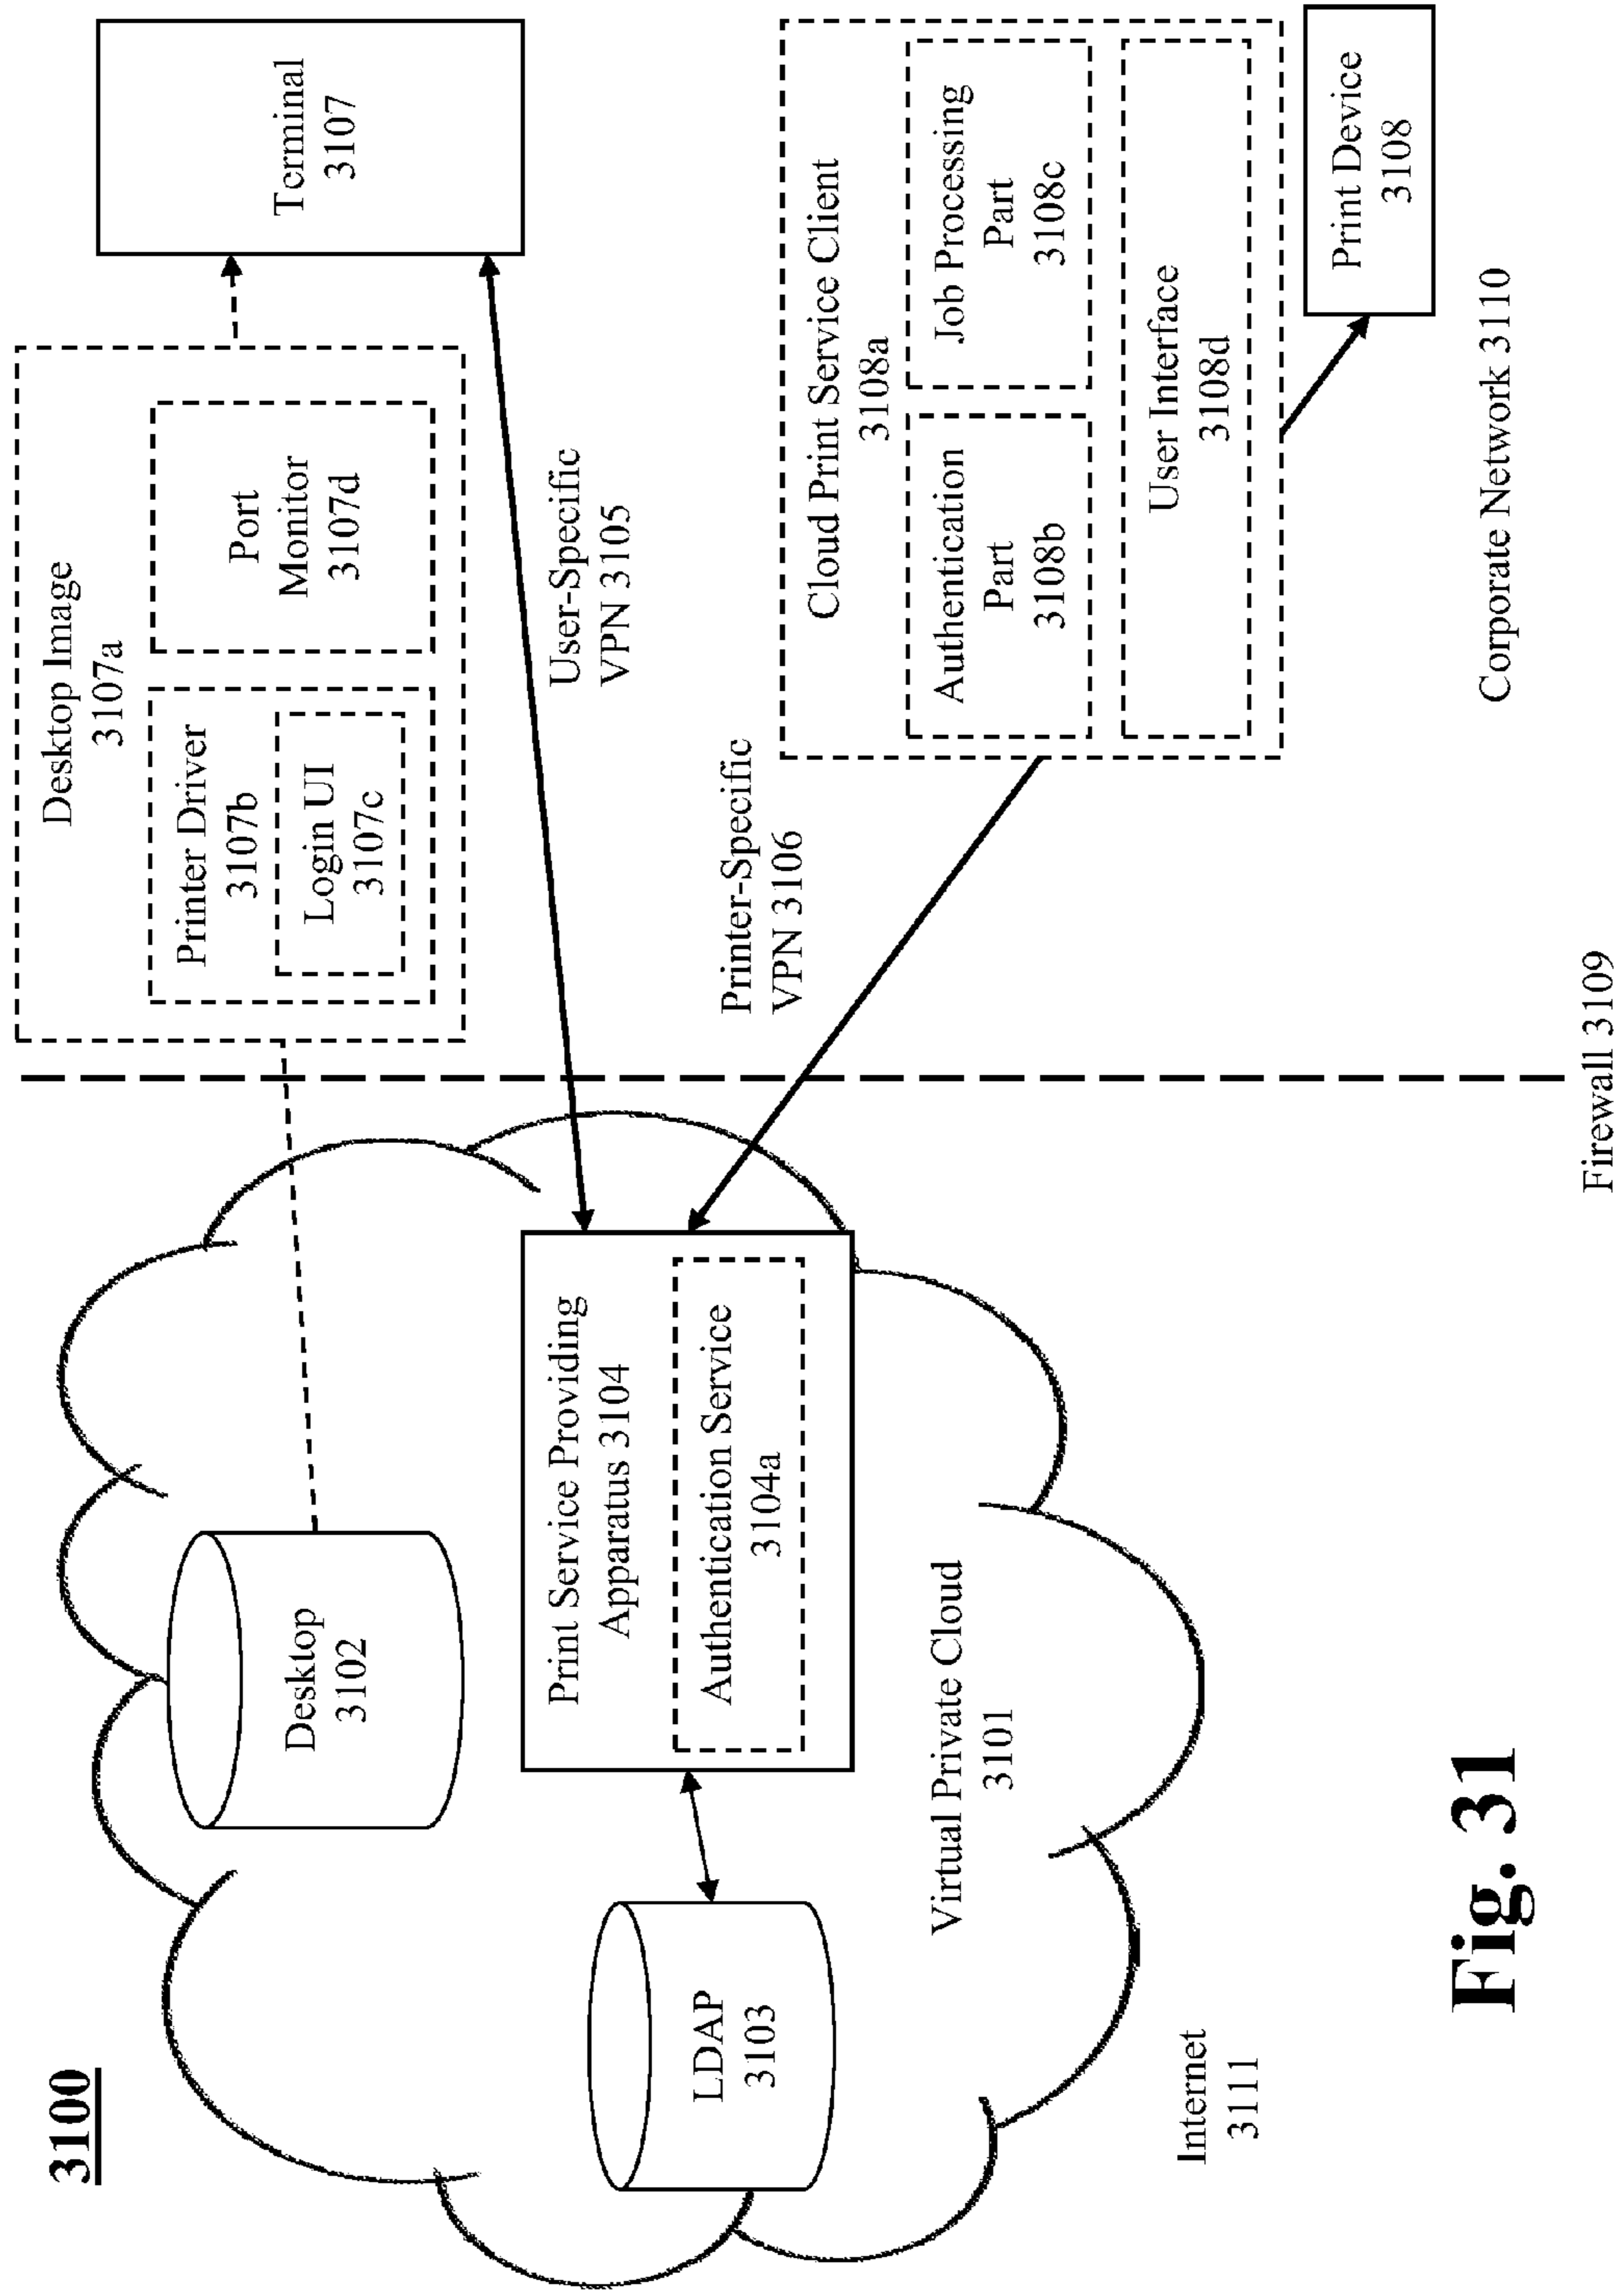 3100
Desktop Image
3107a
Printer Driver
3107b
Login UI
3107c
Port
Monitor
3107d
Terminal
3107
Desktop
3102
User-Specific
VPN 3105
LDAP
3103
Print Service Providing
Apparatus 3104
Authentication Service
3104a
Printer-Specific
VPN 3106
Cloud Print Service Client
3108a
Authentication
Part
3108b
Job Processing
Part
3108c
User Interface
3108d
Print Device
3108
Virtual Private Cloud
3101
Internet
3111
Corporate Network 3110
Firewall 3109
Fig. 31